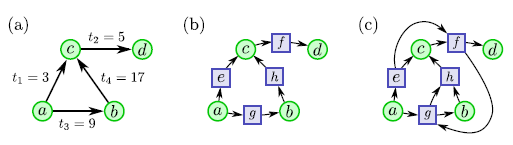 (a)
t₂ = 5
c
d
t₁ = 3
t₄ = 17
a
b
t₃ = 9
(b)
f
c
d
e
h
a
g
b
(c)
f
c
d
e
h
a
g
b